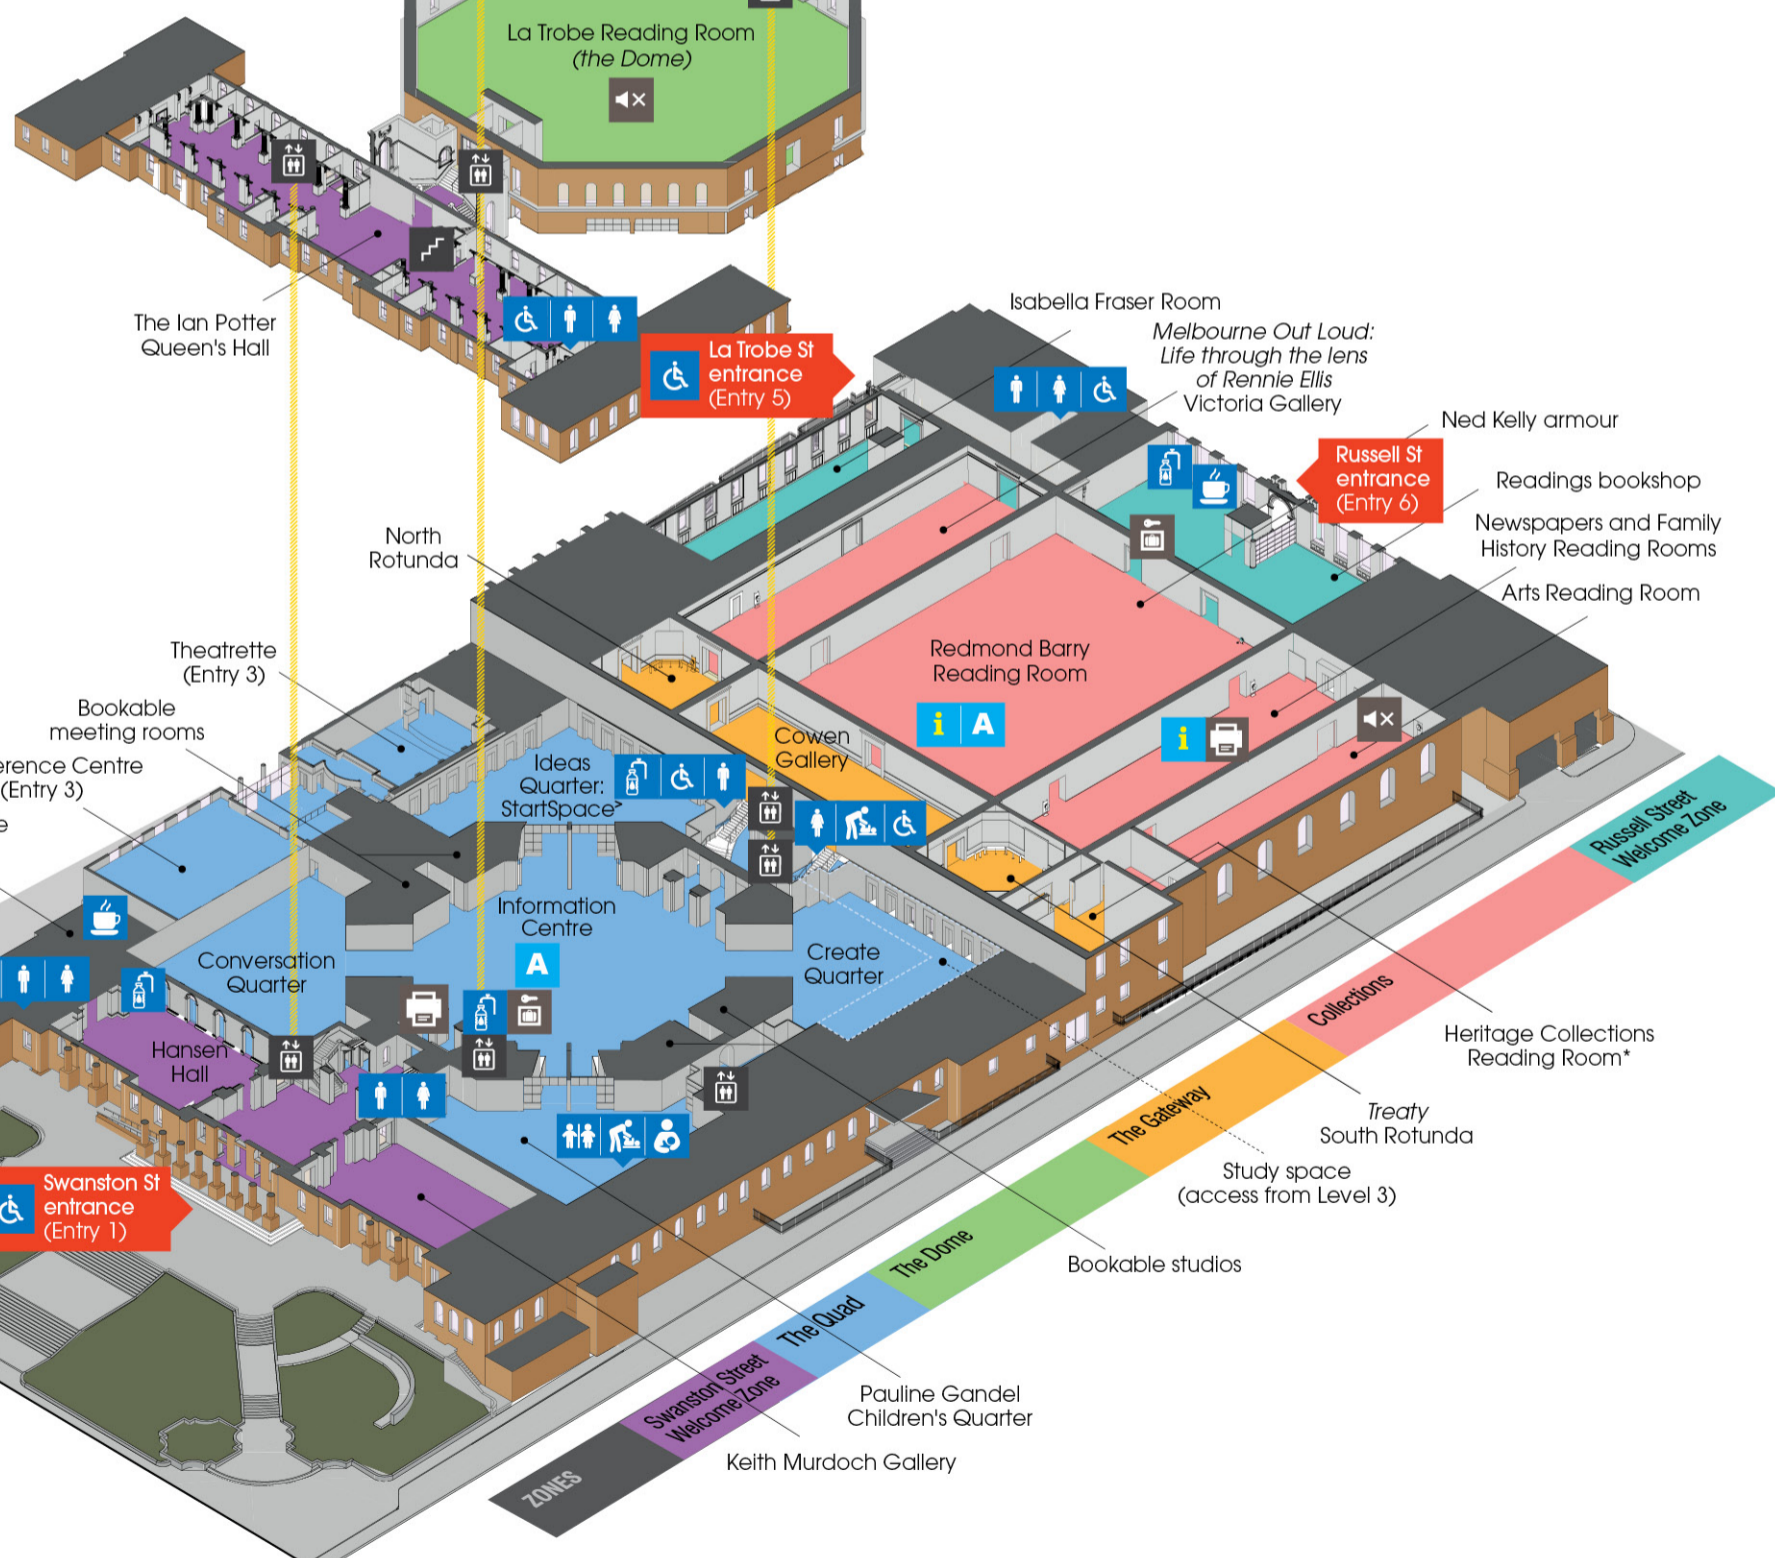 La Trobe Reading Room
(the Dome)
The Ian Potter
Queen's Hall
La Trobe St
entrance
(Entry 5)
Isabella Fraser Room
Melbourne Out Loud:
Life through the lens
of Rennie Ellis
Victoria Gallery
Ned Kelly armour
Russell St
entrance
(Entry 6)
Readings bookshop
Newspapers and Family
History Reading Rooms
Arts Reading Room
North
Rotunda
Redmond Barry
Reading Room
i A
i
Theatrette
(Entry 3)
Bookable
meeting rooms
erence Centre
(Entry 3)
e
Cowen
Gallery
Ideas
Quarter:
StartSpace>
Information
Centre
A
Conversation
Quarter
Create
Quarter
Hansen
Hall
Swanston St
entrance
(Entry 1)
Heritage Collections
Reading Room*
Treaty
South Rotunda
Study space
(access from Level 3)
Bookable studios
Pauline Gandel
Children's Quarter
Keith Murdoch Gallery
ZONES
Swanston Street
Welcome Zone
The Quad
The Dome
The Gateway
Collections
Russell Street
Welcome Zone